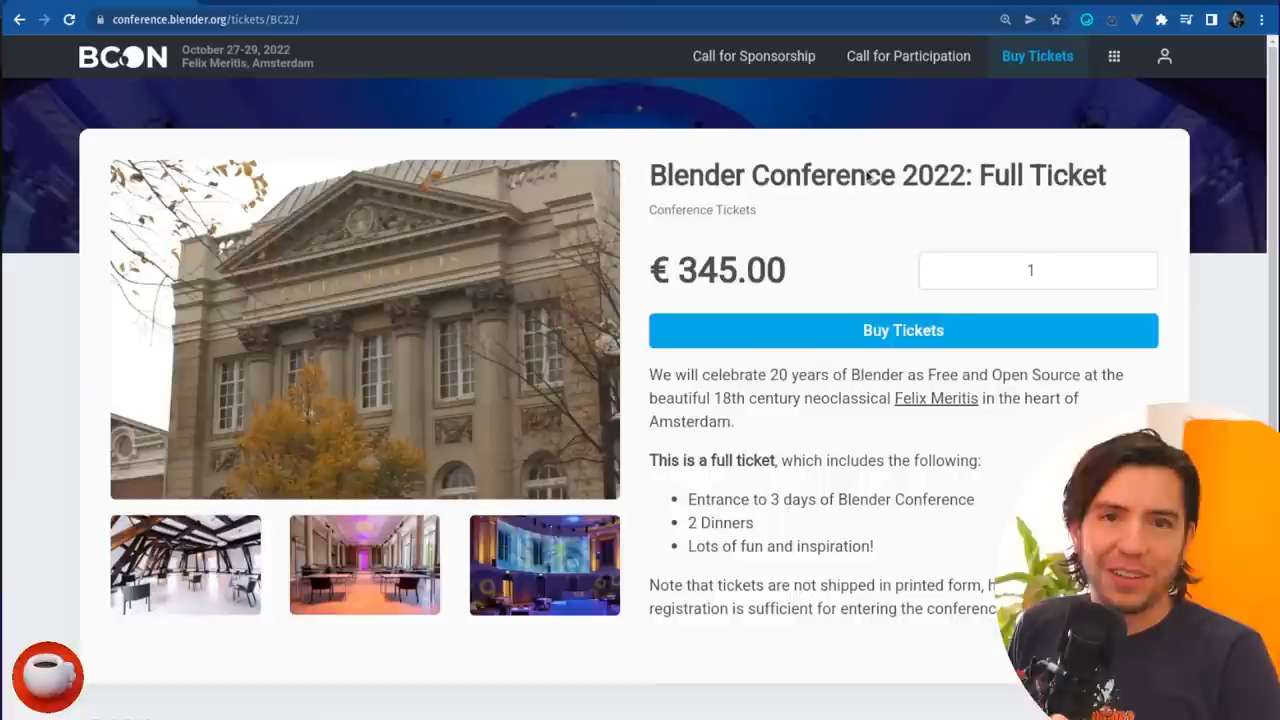 conference.blender.org/tickets/BC22/
BCON
October 27-29, 2022
Felix Meritis, Amsterdam
Call for Sponsorship
Call for Participation
Buy Tickets
Blender Conference 2022: Full Ticket
Conference Tickets
€ 345.00
1
Buy Tickets
We will celebrate 20 years of Blender as Free and Open Source at the
beautiful 18th century neoclassical Felix Meritis in the heart of
Amsterdam.
This is a full ticket, which includes the following:
Entrance to 3 days of Blender Conference
2 Dinners
Lots of fun and inspiration!
Note that tickets are not shipped in printed form, h
registration is sufficient for entering the conferenc